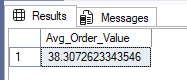 Results Messages
Avg_Order_Value
1 38.3072623343546